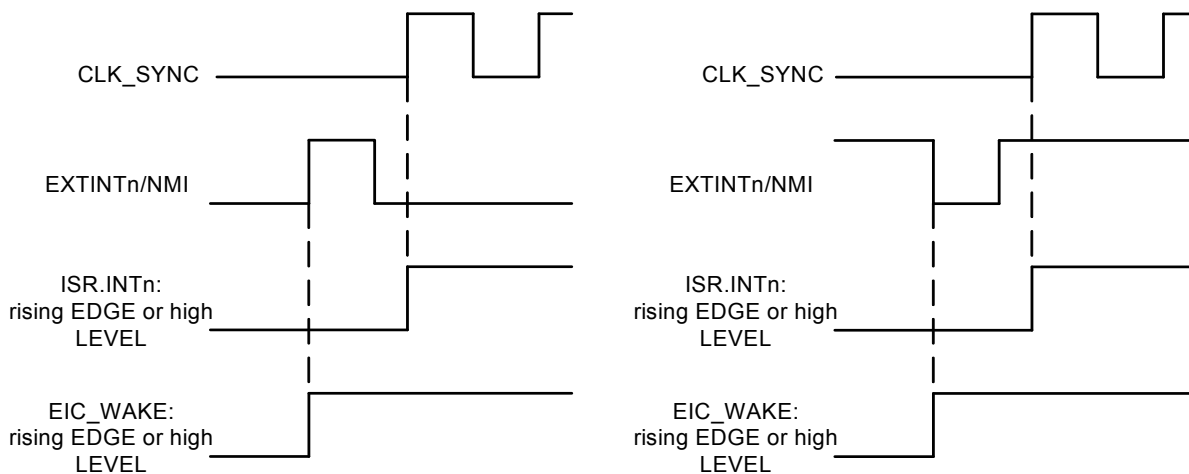 CLK_SYNC
EXTINTn/NMI
ISR.INTn:
rising EDGE or high
LEVEL
EIC_WAKE:
rising EDGE or high
LEVEL
CLK_SYNC
EXTINTn/NMI
ISR.INTn:
rising EDGE or high
LEVEL
EIC_WAKE:
rising EDGE or high
LEVEL